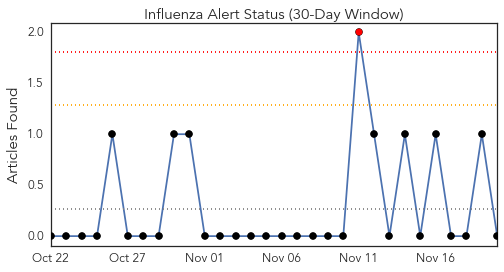 Influenza Alert Status (30-Day Window)
2.0
1.5
1.0
0.5
0.0
Articles Found
Oct 22 Oct 27 Nov 01 Nov 06 Nov 11 Nov 16